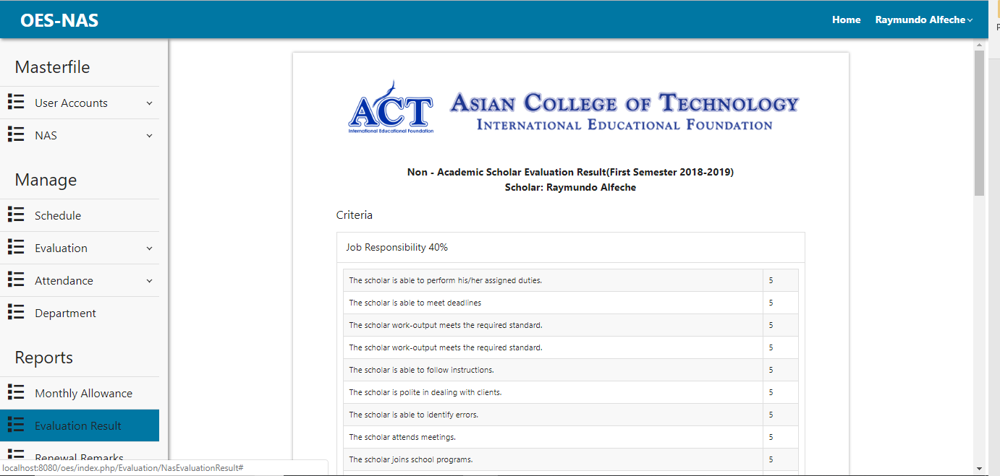 OES-NAS
Home
Raymundo Alfeche
Masterfile
User Accounts
NAS
Manage
Schedule
Evaluation
Attendance
Department
Reports
Monthly Allowance
Evaluation Result
Renewal Remarks
localhost:8080/oes/index.php/Evaluation/NasEvaluationResult#
ACT
International Educational Foundation
Asian College of Technology
International Educational Foundation
Non - Academic Scholar Evaluation Result(First Semester 2018-2019)
Scholar: Raymundo Alfeche
Criteria
Job Responsibility 40%
The scholar is able to perform his/her assigned duties. 5
The scholar is able to meet deadlines 5
The scholar work-output meets the required standard. 5
The scholar work-output meets the required standard. 5
The scholar is able to follow instructions. 5
The scholar is polite in dealing with clients. 5
The scholar is able to identify errors. 5
The scholar attends meetings. 5
The scholar joins school programs. 5